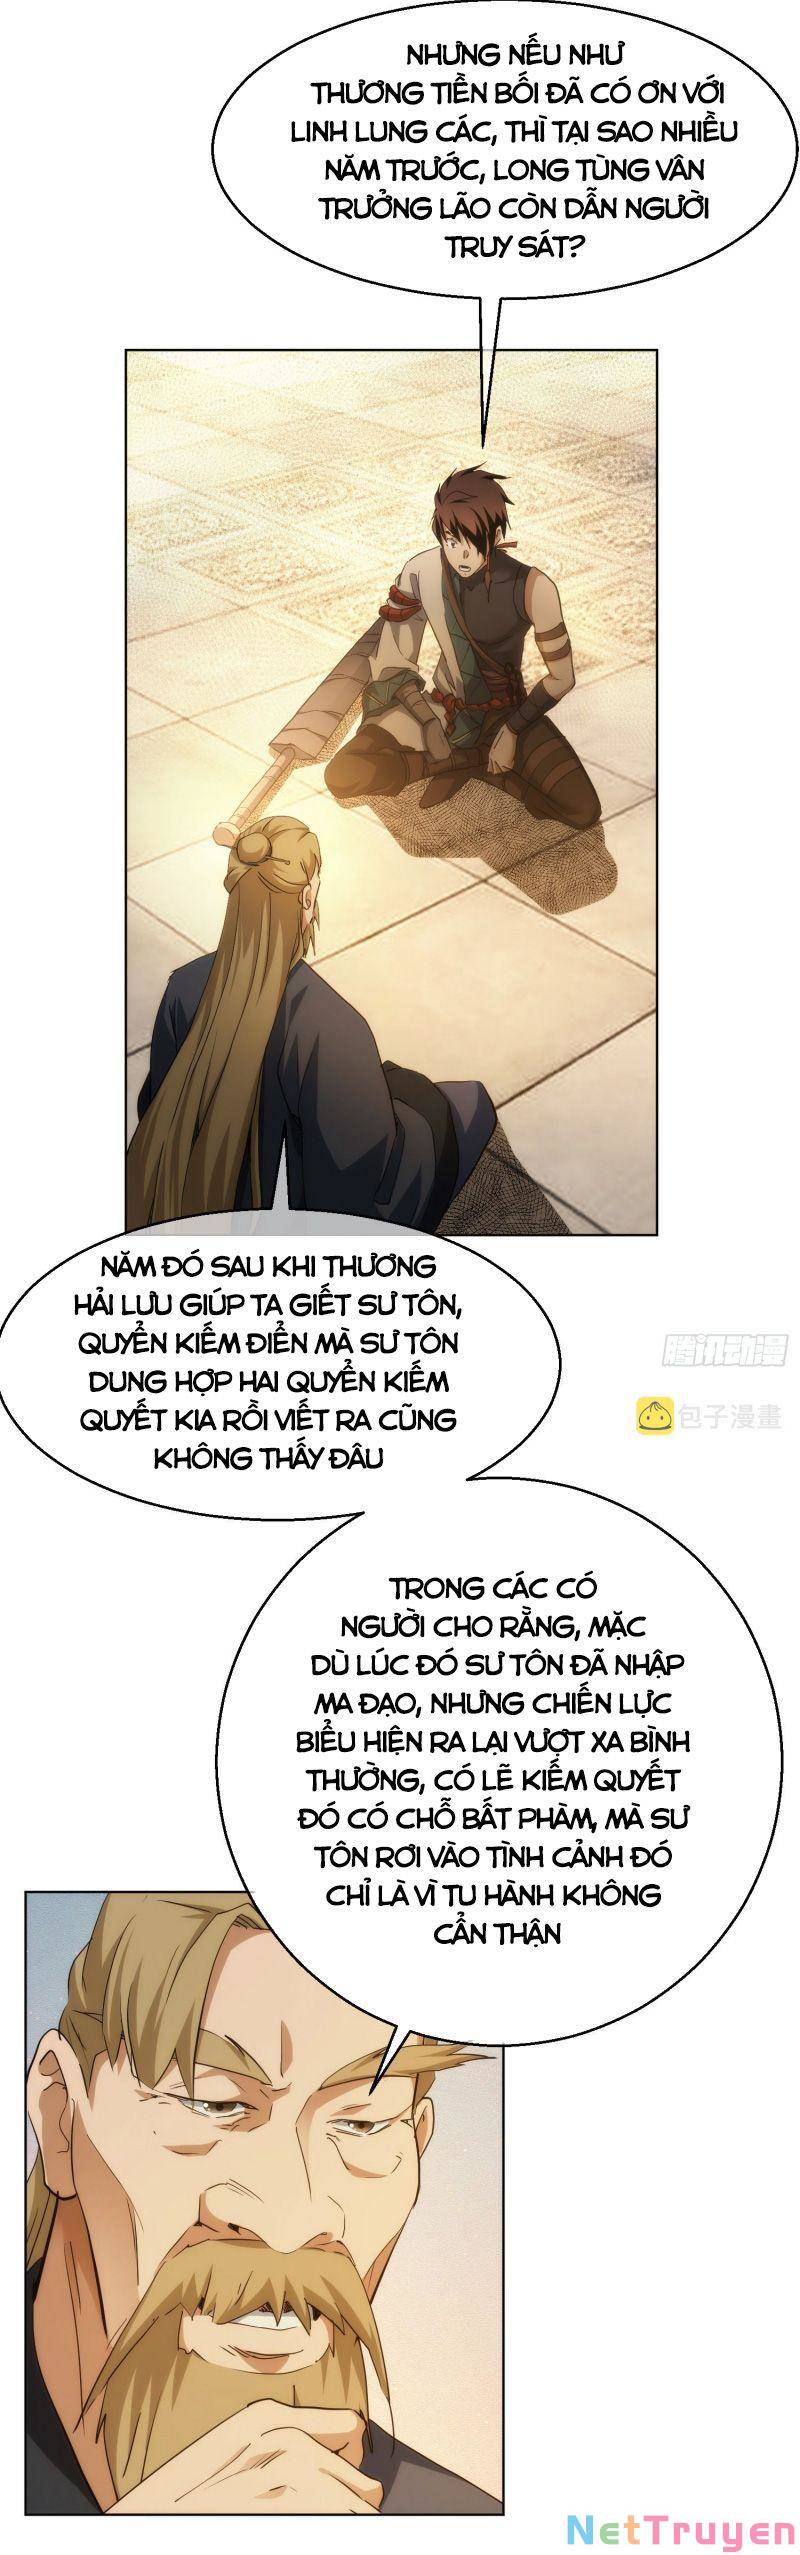 NHƯNG NẾU NHƯ
THƯƠNG TIỀN BỐI ĐÃ CÓ ƠN VỚI
LINH LUNG CÁC, THÌ TẠI SAO NHIỀU
NĂM TRƯỚC, LONG TÙNG VÂN
TRƯỞNG LÃO CÒN DẪN NGƯỜI
TRUY SÁT?
NĂM ĐÓ SAU KHI THƯƠNG
HẢI LƯU GIÚP TA GIẾT SƯ TÔN,
QUYỂN KIẾM ĐIỂN MÀ SƯ TÔN
DUNG HỢP HAI QUYỂN KIẾM
QUYẾT KIA RỒI VIẾT RA CŨNG
KHÔNG THẤY ĐÂU
腾讯动漫
包子漫畫
TRONG CÁC CÓ
NGƯỜI CHO RẰNG, MẶC
DÙ LÚC ĐÓ SƯ TÔN ĐÃ NHẬP
MA ĐẠO, NHƯNG CHIẾN LỰC
BIỂU HIỆN RA LẠI VƯỢT XA BÌNH
THƯỜNG, CÓ LẼ KIẾM QUYẾT
ĐÓ CÓ CHỖ BẤT PHÀM, MÀ SƯ
TÔN RƠI VÀO TÌNH CẢNH ĐÓ
CHỈ LÀ VÌ TU HÀNH KHÔNG
CẨN THẬN
NetTruyen